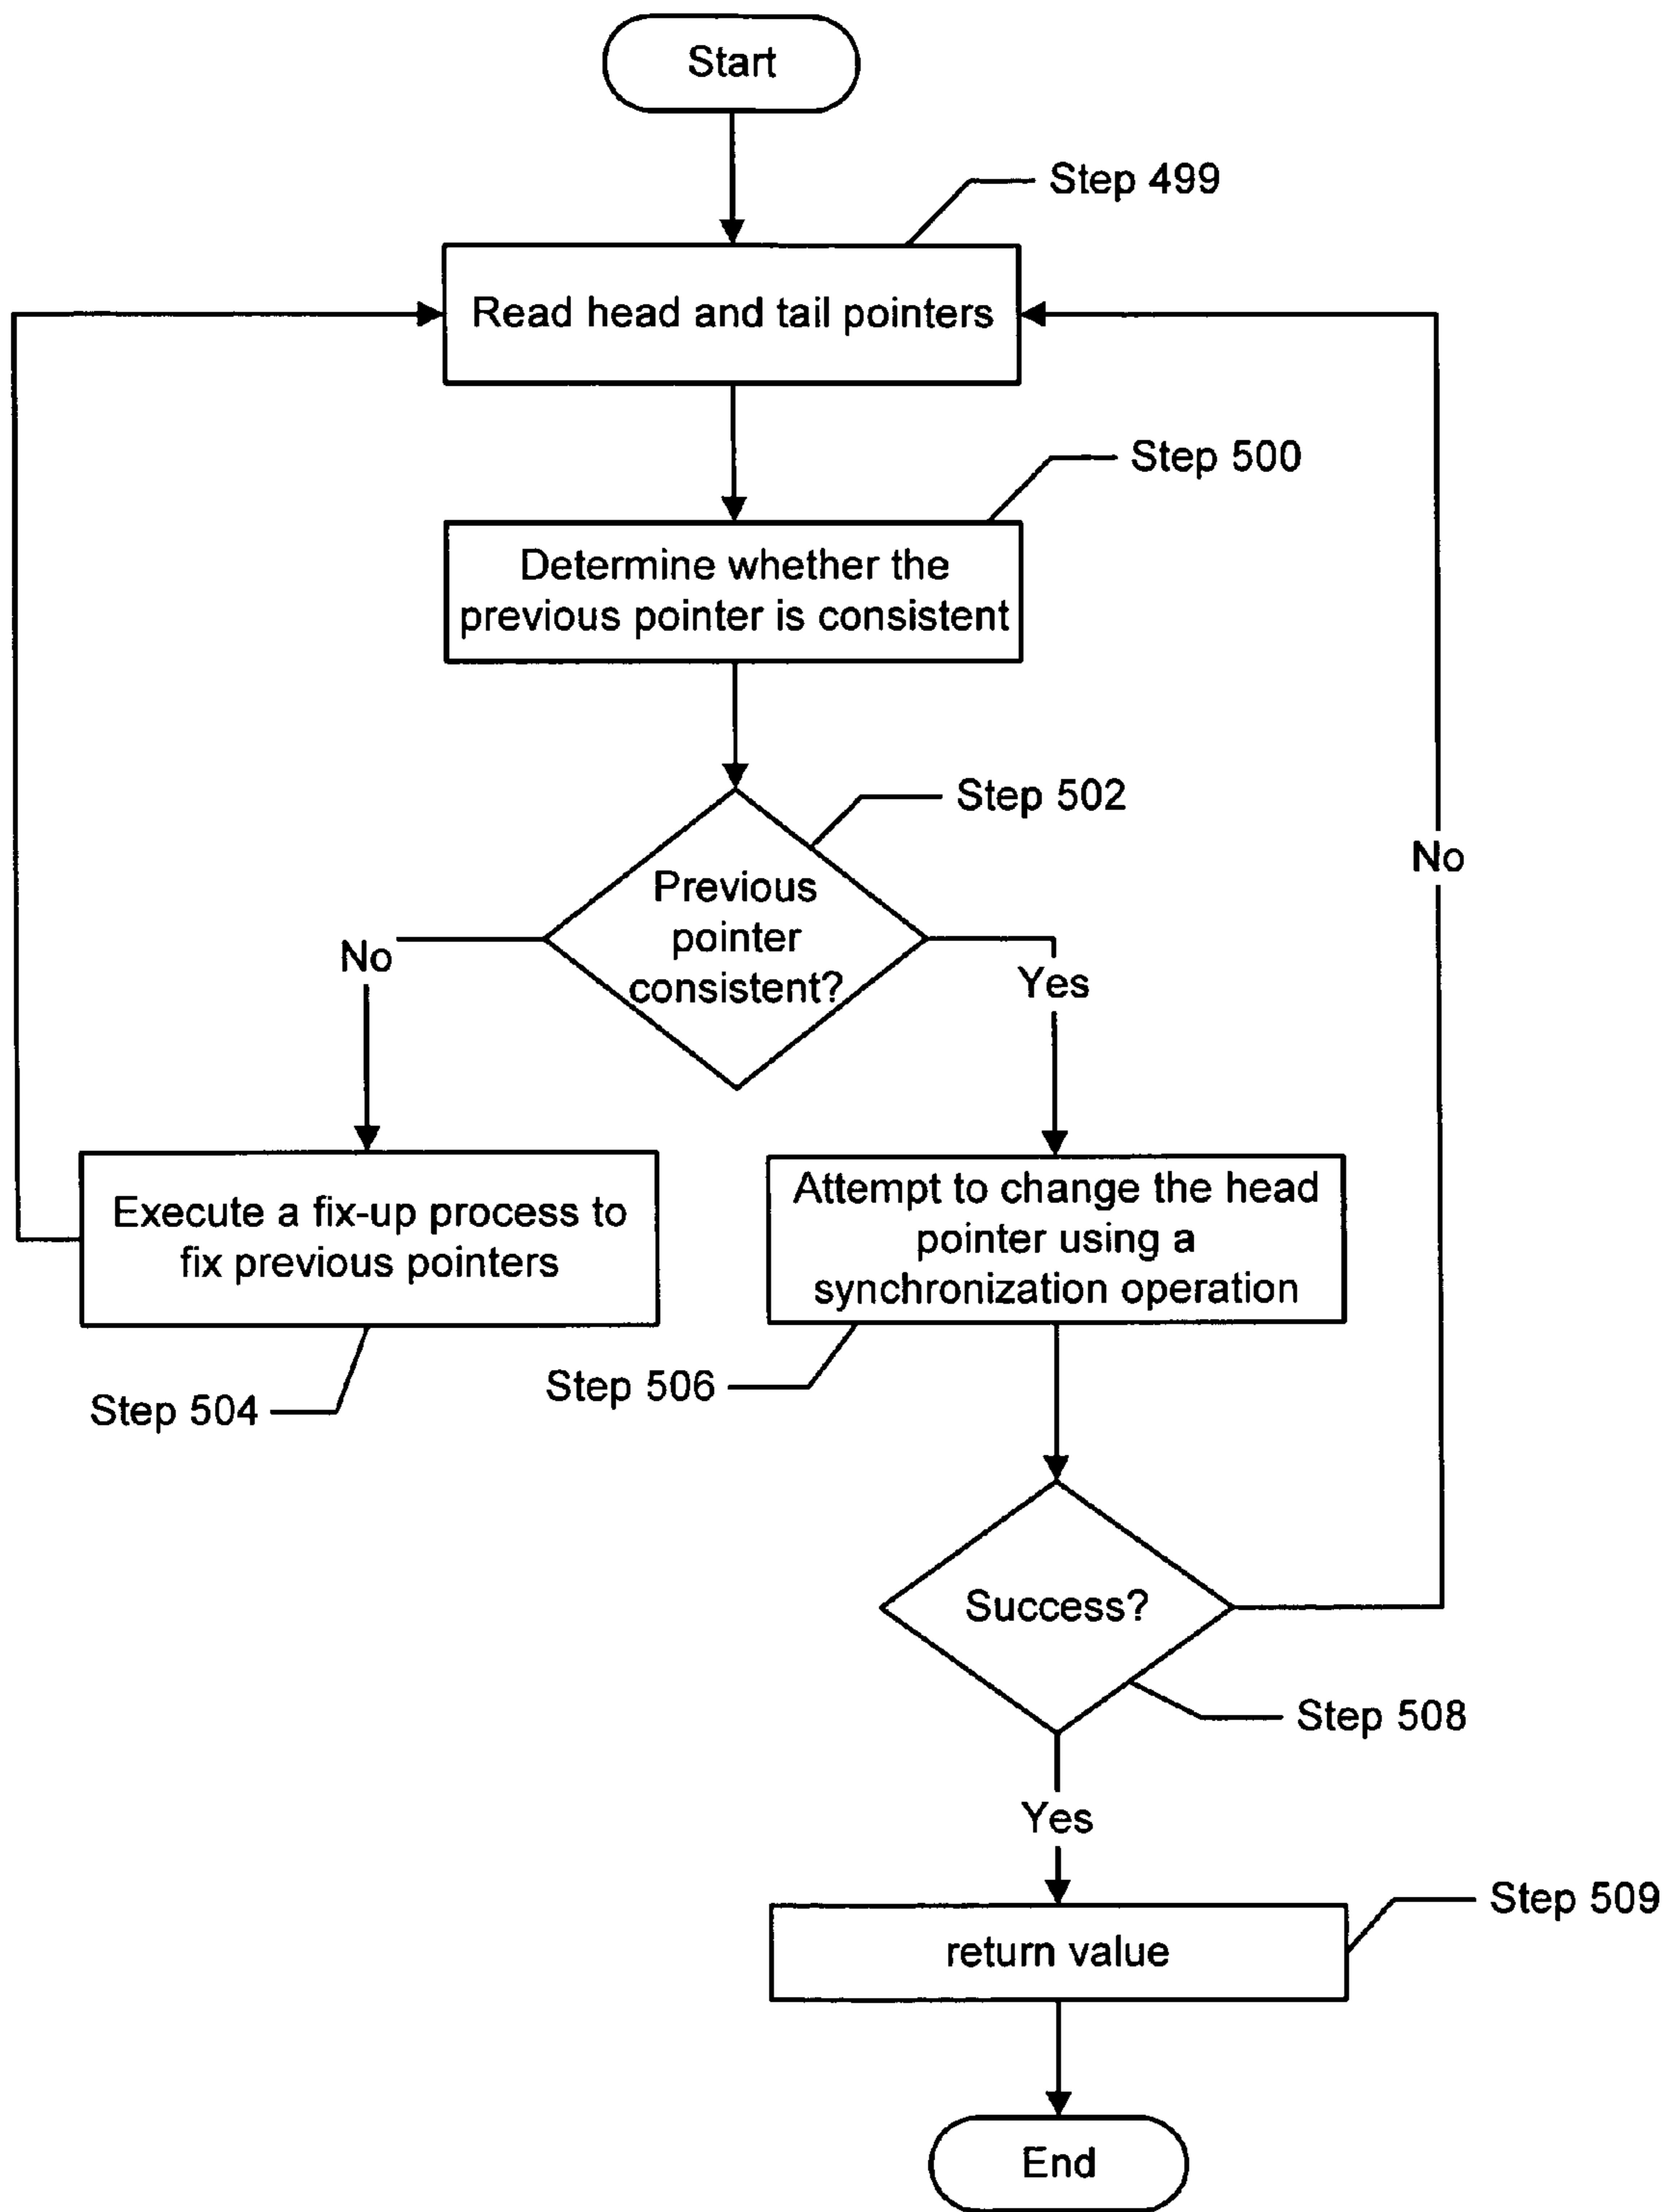 Start
Step 499
Read head and tail pointers
Step 500
Determine whether the
previous pointer is consistent
Step 502
Previous
pointer
consistent?
No
Yes
No
Execute a fix-up process to
fix previous pointers
Step 504
Attempt to change the head
pointer using a
synchronization operation
Step 506
Success?
Step 508
Yes
return value
Step 509
End